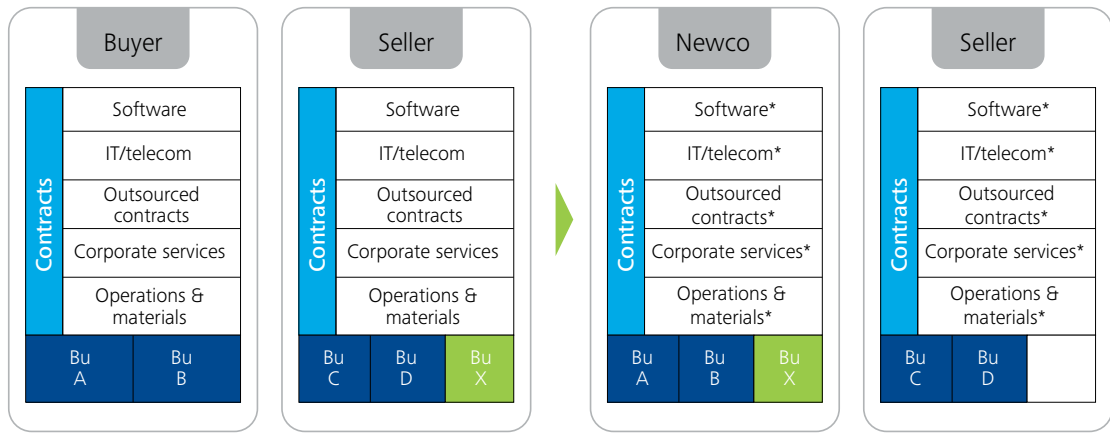 Buyer
Contracts
Software
IT/telecom
Outsourced
contracts
Corporate services
Operations &
materials
Bu
A
Bu
B
Seller
Contracts
Software
IT/telecom
Outsourced
contracts
Corporate services
Operations &
materials
Bu
C
Bu
D
Bu
X
Newco
Contracts
Software*
IT/telecom*
Outsourced
contracts*
Corporate services*
Operations &
materials*
Bu
A
Bu
B
Bu
X
Seller
Contracts
Software*
IT/telecom*
Outsourced
contracts*
Corporate services*
Operations &
materials*
Bu
C
Bu
D